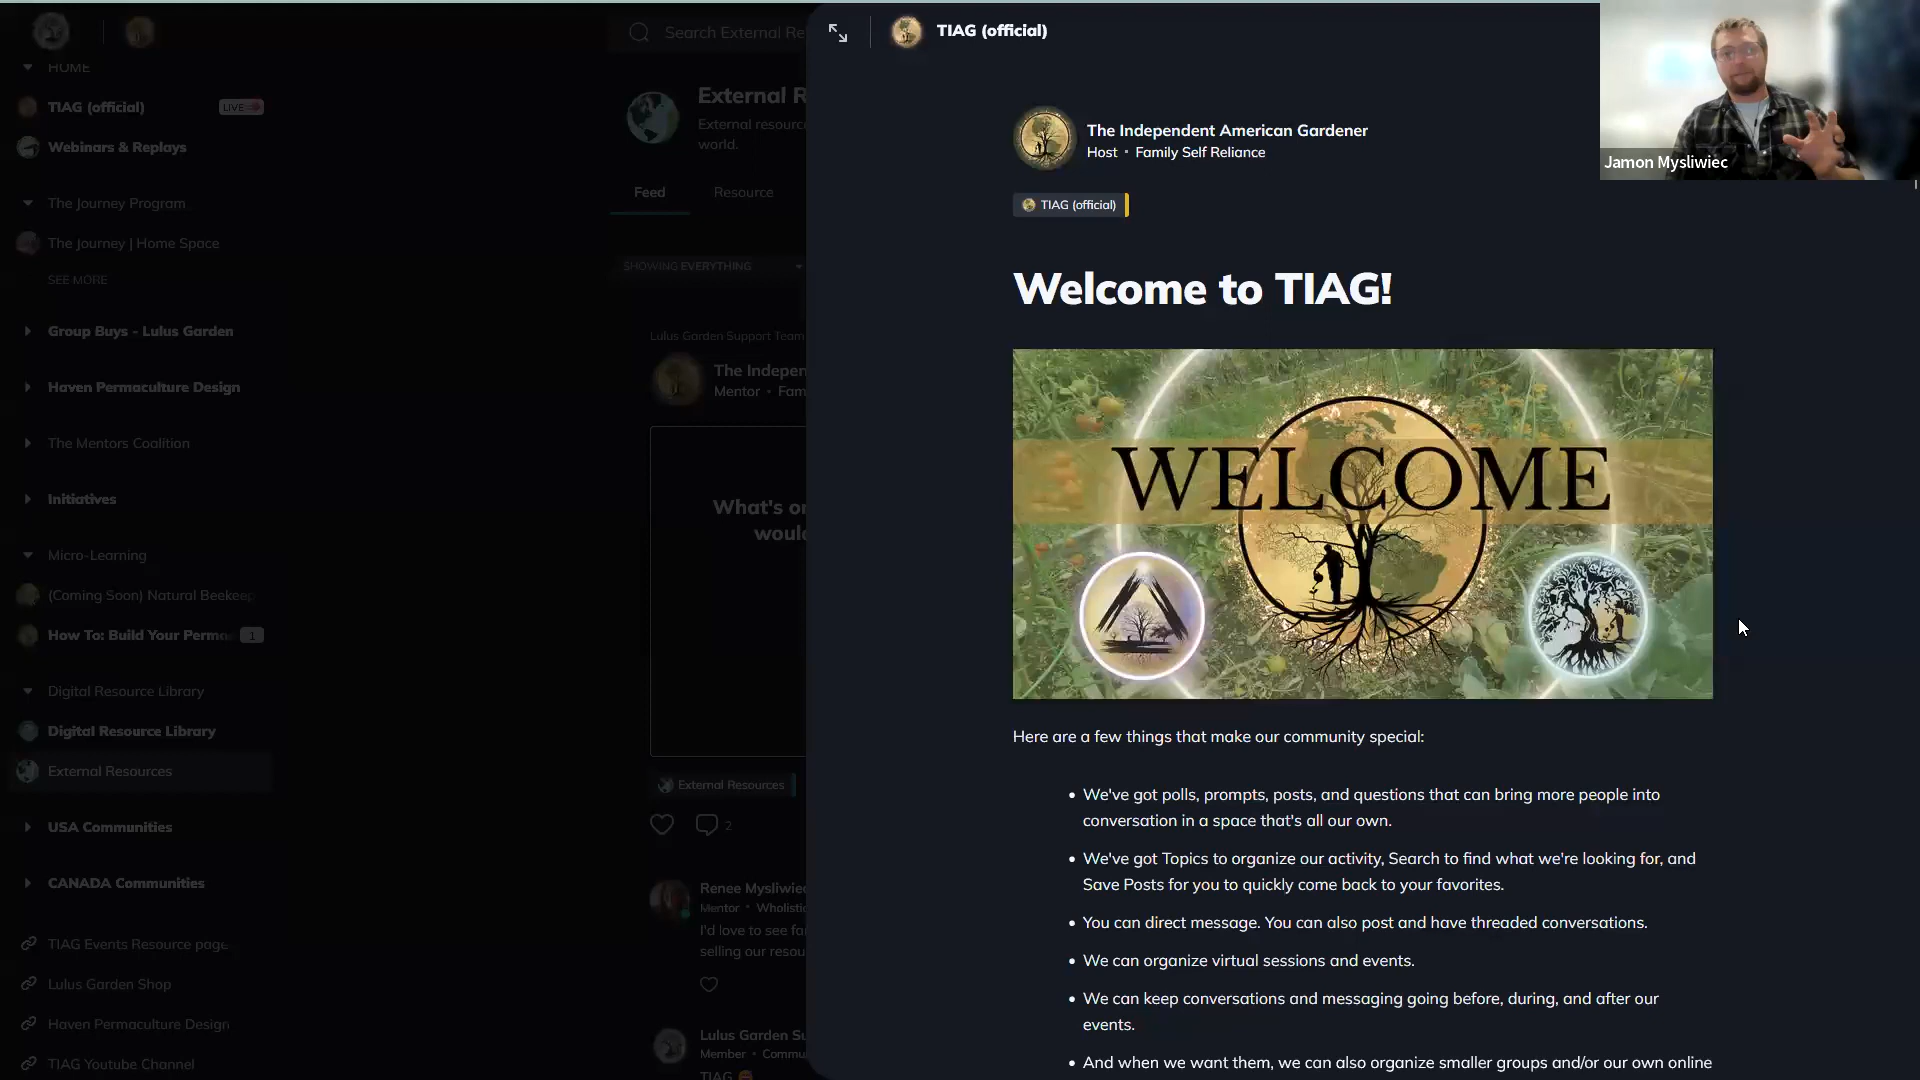 HOME
TIAG (official)
LIVE
Webinars & Replays
The Journey Program
The Journey | Home Space
SEE MORE
Group Buys - Lulus Garden
Haven Permaculture Design
The Mentors Coalition
Initiatives
Micro-Learning
(Coming Soon) Natural Beekeep
How To: Build Your Perma
1
Digital Resource Library
Digital Resource Library
External Resources
USA Communities
CANADA Communities
TIAG Events Resource page
Lulus Garden Shop
Haven Permaculture Design
TIAG Youtube Channel
Search External Re
External R
External resourc
world.
Feed
Resource
SHOWING EVERYTHING
Lulus Garden Support Team
The Indepen
Mentor • Fam
What's on
would
External Resources
2
Renee Mysliwiec
Mentor • Wholisti
I'd love to see fa
selling our resou
Lulus Garden Su
Member • Commu
TIAG
TIAG (official)
The Independent American Gardener
Host • Family Self Reliance
TIAG (official)
Welcome to TIAG!
WELCOME
Here are a few things that make our community special:
• We've got polls, prompts, posts, and questions that can bring more people into
conversation in a space that's all our own.
• We've got Topics to organize our activity, Search to find what we're looking for, and
Save Posts for you to quickly come back to your favorites.
• You can direct message. You can also post and have threaded conversations.
• We can organize virtual sessions and events.
• We can keep conversations and messaging going before, during, and after our
events.
• And when we want them, we can also organize smaller groups and/or our own online
Jamon Mysliwiec